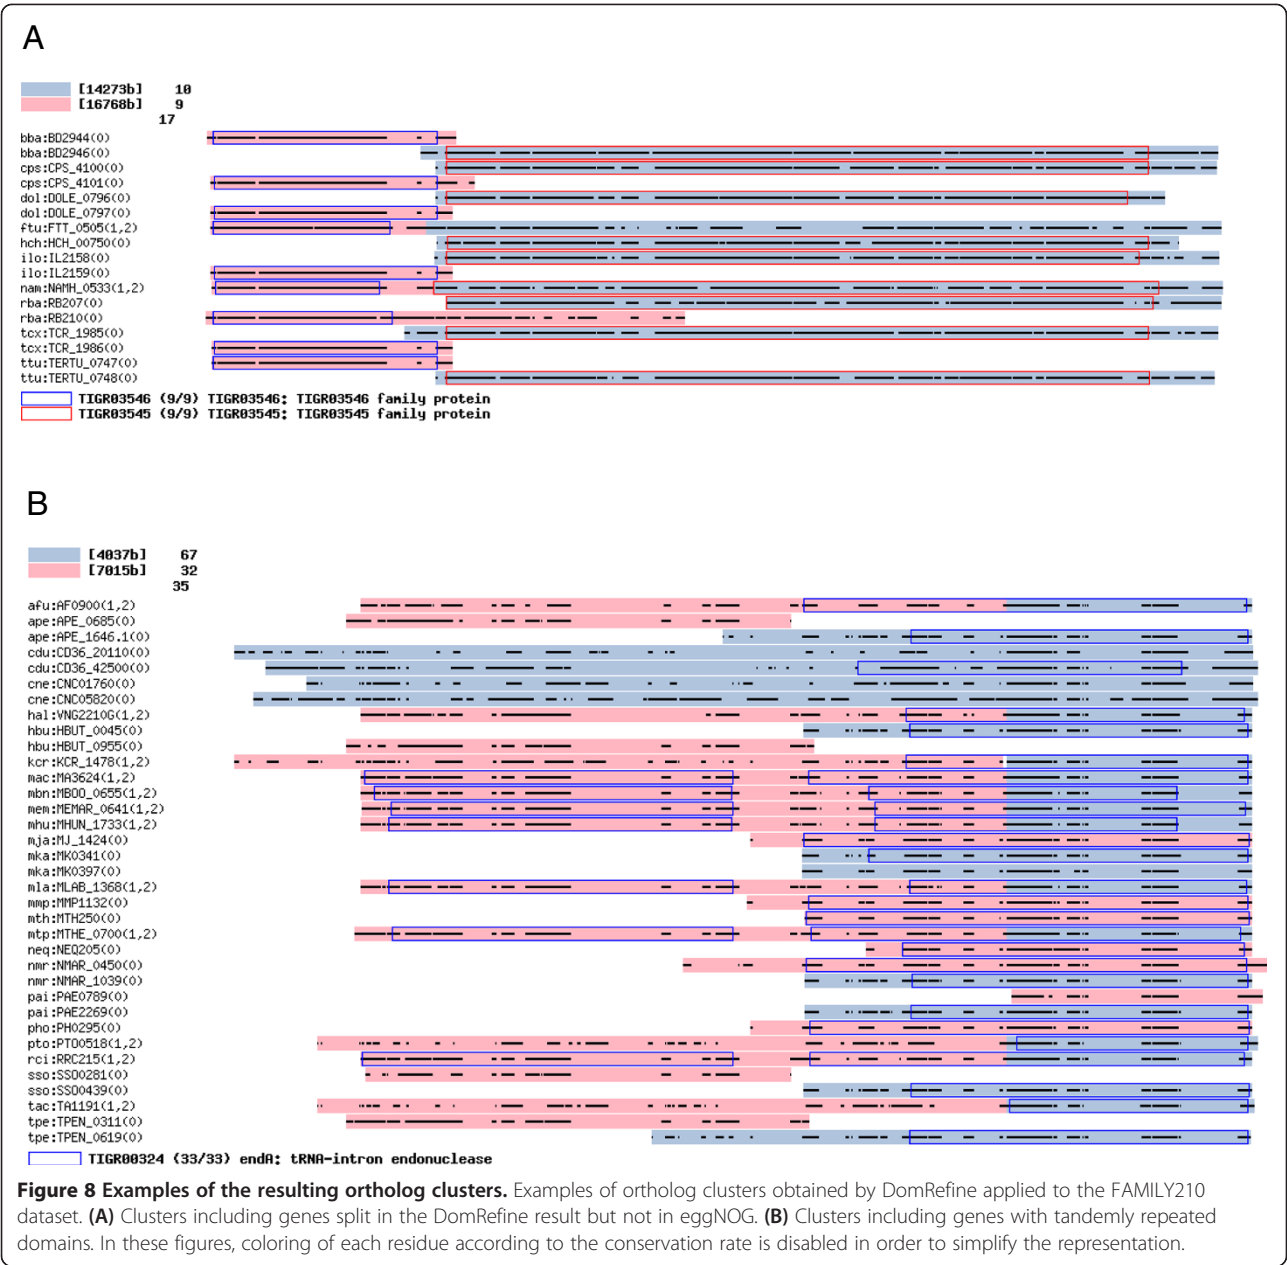 A
[14273b] 10
[16768b] 9
17
bba:BD2944(0)
bba:BD2946(0)
cps:CPS_4100(0)
cps:CPS_4101(0)
dol:DOLE_0796(0)
dol:DOLE_0797(0)
ftu:FTT_0505(1,2)
hch:HCH_00750(0)
ilo:IL2158(0)
ilo:IL2159(0)
nam:NAMH_0533(1,2)
rba:RB207(0)
rba:RB210(0)
tcx:TCR_1985(0)
tcx:TCR_1986(0)
ttu:TERTU_0747(0)
ttu:TERTU_0748(0)
TIGR03546 (9/9) TIGR03546: TIGR03546 family protein
TIGR03545 (9/9) TIGR03545: TIGR03545 family protein
B
[4037b] 67
[7015b] 32
35
afu:AF0900(1,2)
ape:APE_0685(0)
ape:APE_1646.1(0)
cdu:CD36_20110(0)
cdu:CD36_42500(0)
cne:CNC01760(0)
cne:CNC05820(0)
hal:VNG2210G(1,2)
hbu:HBUT_0045(0)
hbu:HBUT_0955(0)
kcr:KCR_1478(1,2)
mac:MA3624(1,2)
mbn:MBOO_0655(1,2)
mem:MEMAR_0641(1,2)
mhu:MHUN_1733(1,2)
mja:MJ_1424(0)
mka:MK0341(0)
mka:MK0397(0)
mla:MLAB_1368(1,2)
mmp:MMP1132(0)
mth:MTH250(0)
mtp:MTHE_0700(1,2)
neq:NEQ205(0)
nmr:NMAR_0450(0)
nmr:NMAR_1039(0)
pai:PAE0789(0)
pai:PAE2269(0)
pho:PH0295(0)
pto:PTO0518(1,2)
rci:RRC215(1,2)
sso:SSO0281(0)
sso:SSO0439(0)
tac:TA1191(1,2)
tpe:TPEN_0311(0)
tpe:TPEN_0619(0)
TIGR00324 (33/33) endA: tRNA-intron endonuclease
Figure 8 Examples of the resulting ortholog clusters. Examples of ortholog clusters obtained by DomRefine applied to the FAMILY210
dataset. (A) Clusters including genes split in the DomRefine result but not in eggNOG. (B) Clusters including genes with tandemly repeated
domains. In these figures, coloring of each residue according to the conservation rate is disabled in order to simplify the representation.